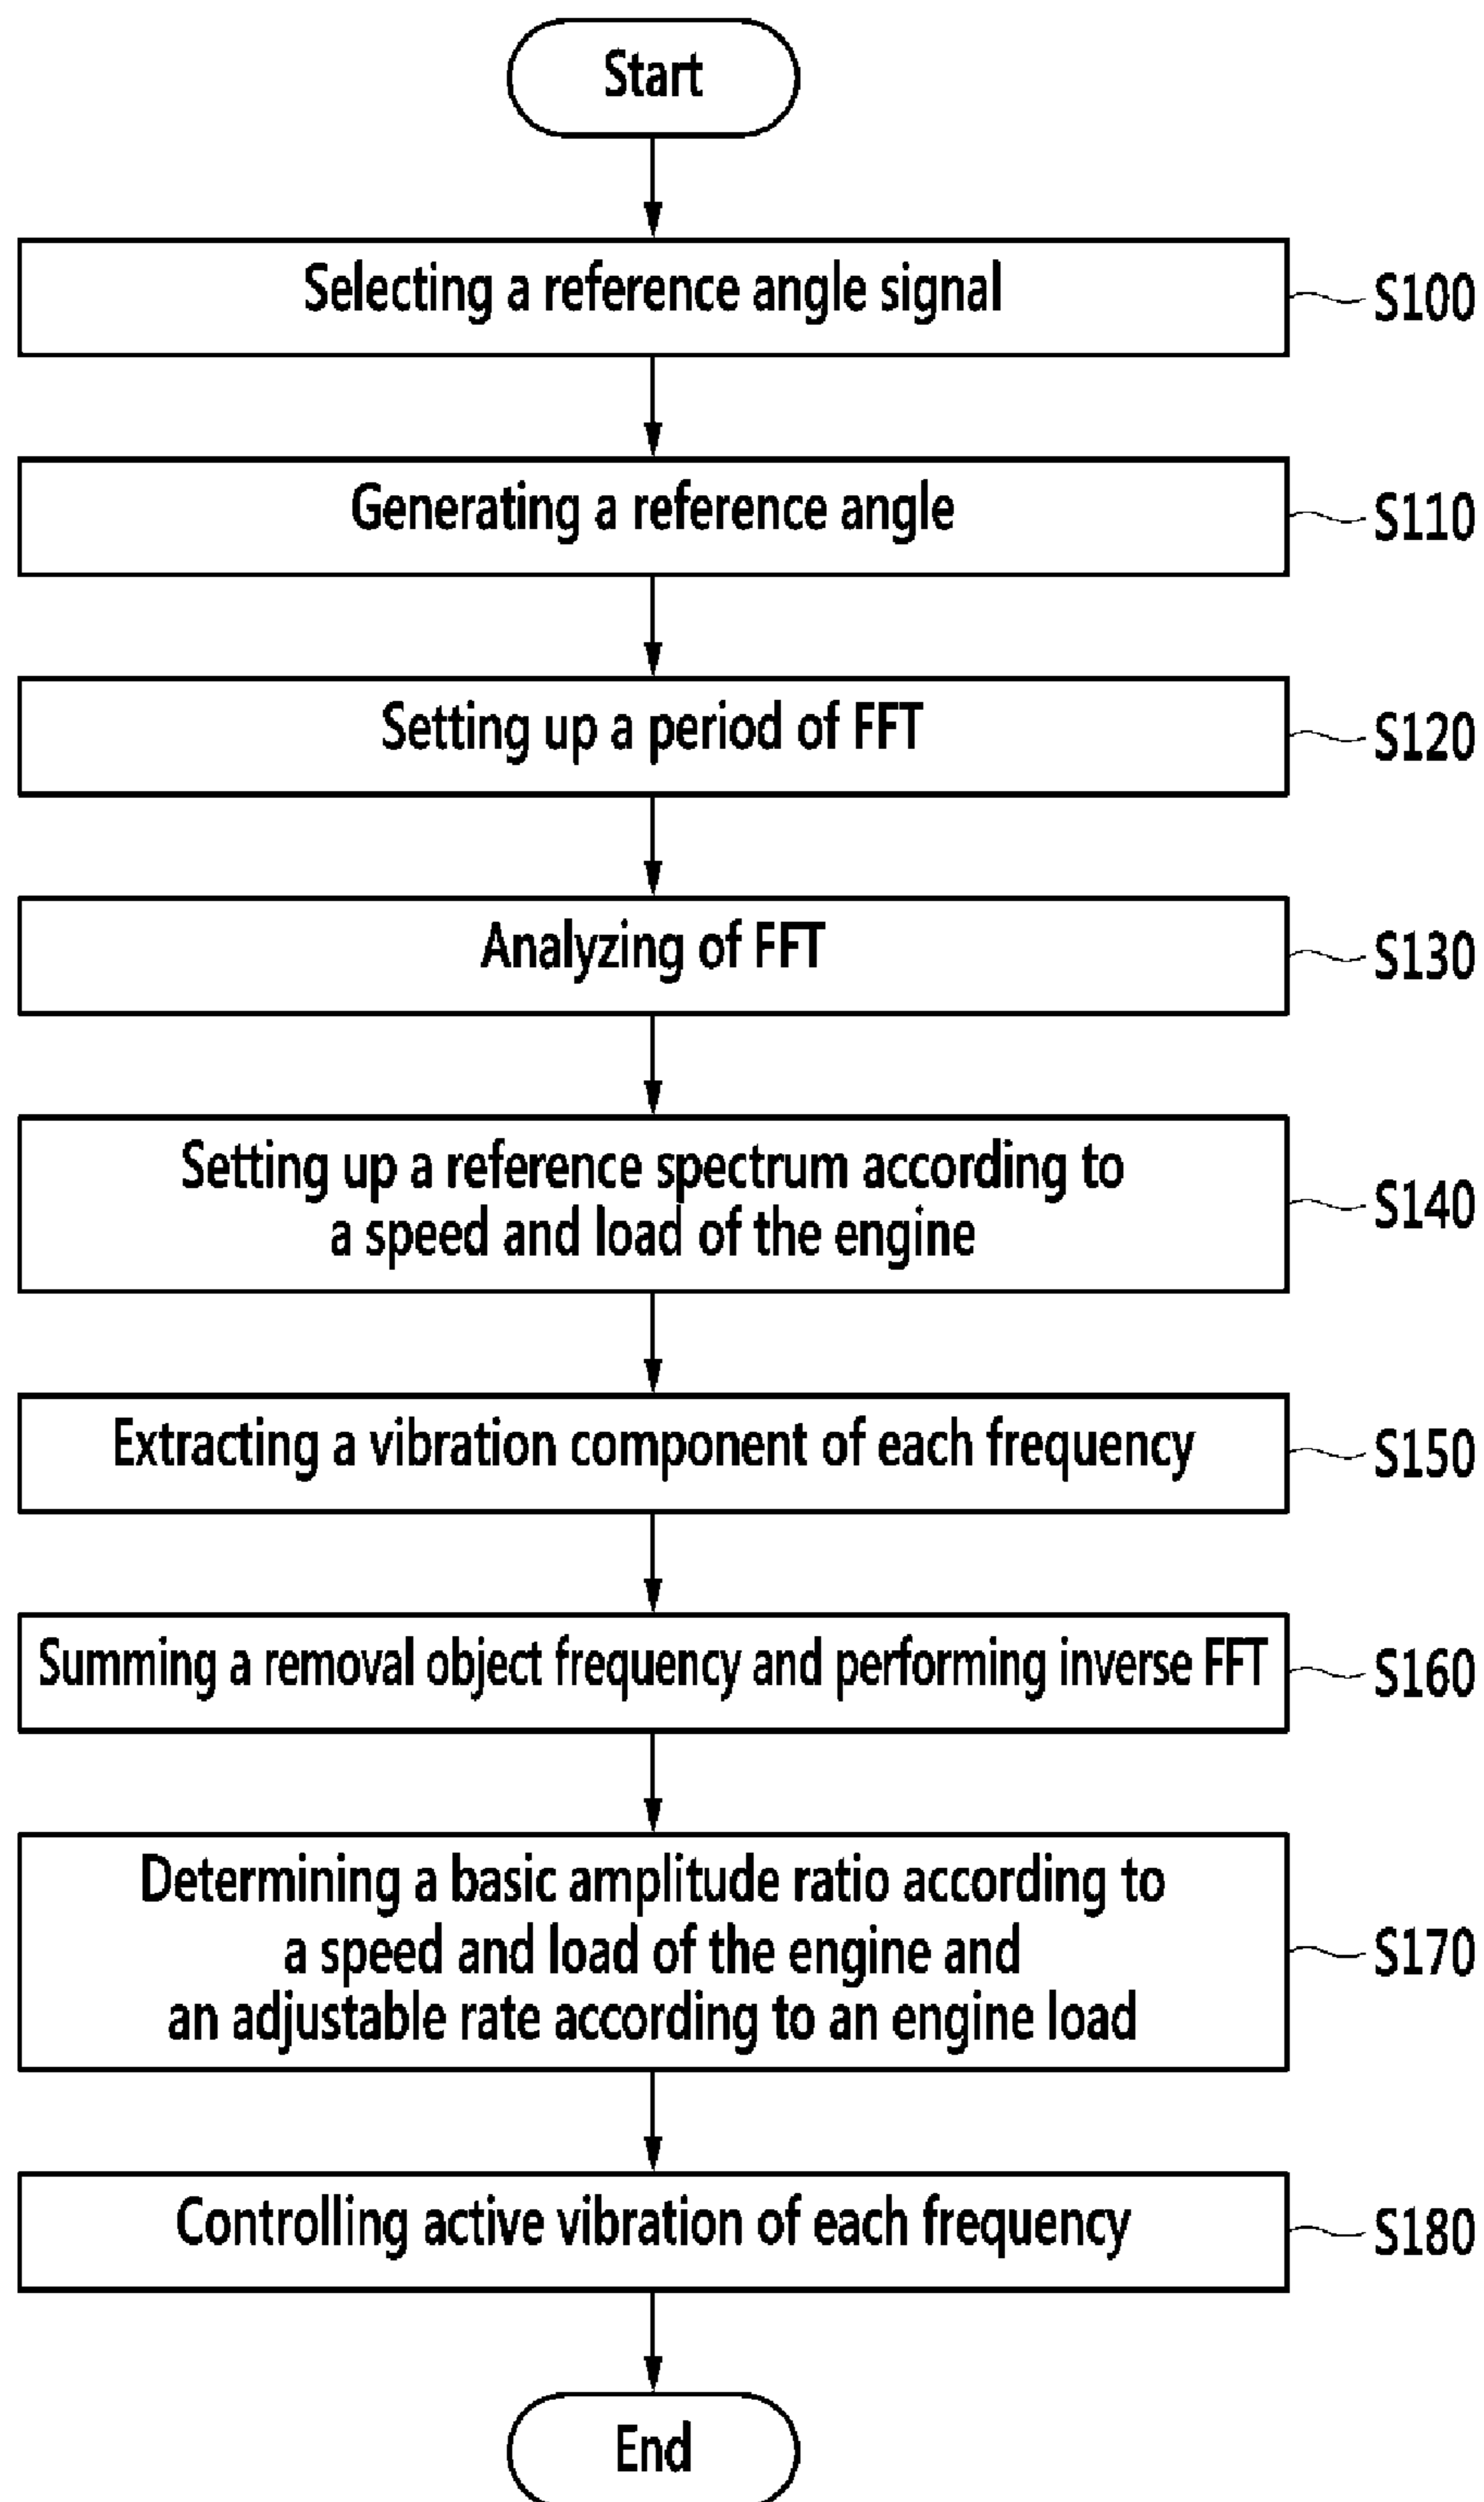 Start
Selecting a reference angle signal
S100
Generating a reference angle
S110
Setting up a period of FFT
S120
Analyzing of FFT
S130
Setting up a reference spectrum according to
a speed and load of the engine
S140
Extracting a vibration component of each frequency
S150
Summing a removal object frequency and performing inverse FFT
S160
Determining a basic amplitude ratio according to
a speed and load of the engine and
an adjustable rate according to an engine load
S170
Controlling active vibration of each frequency
S180
End